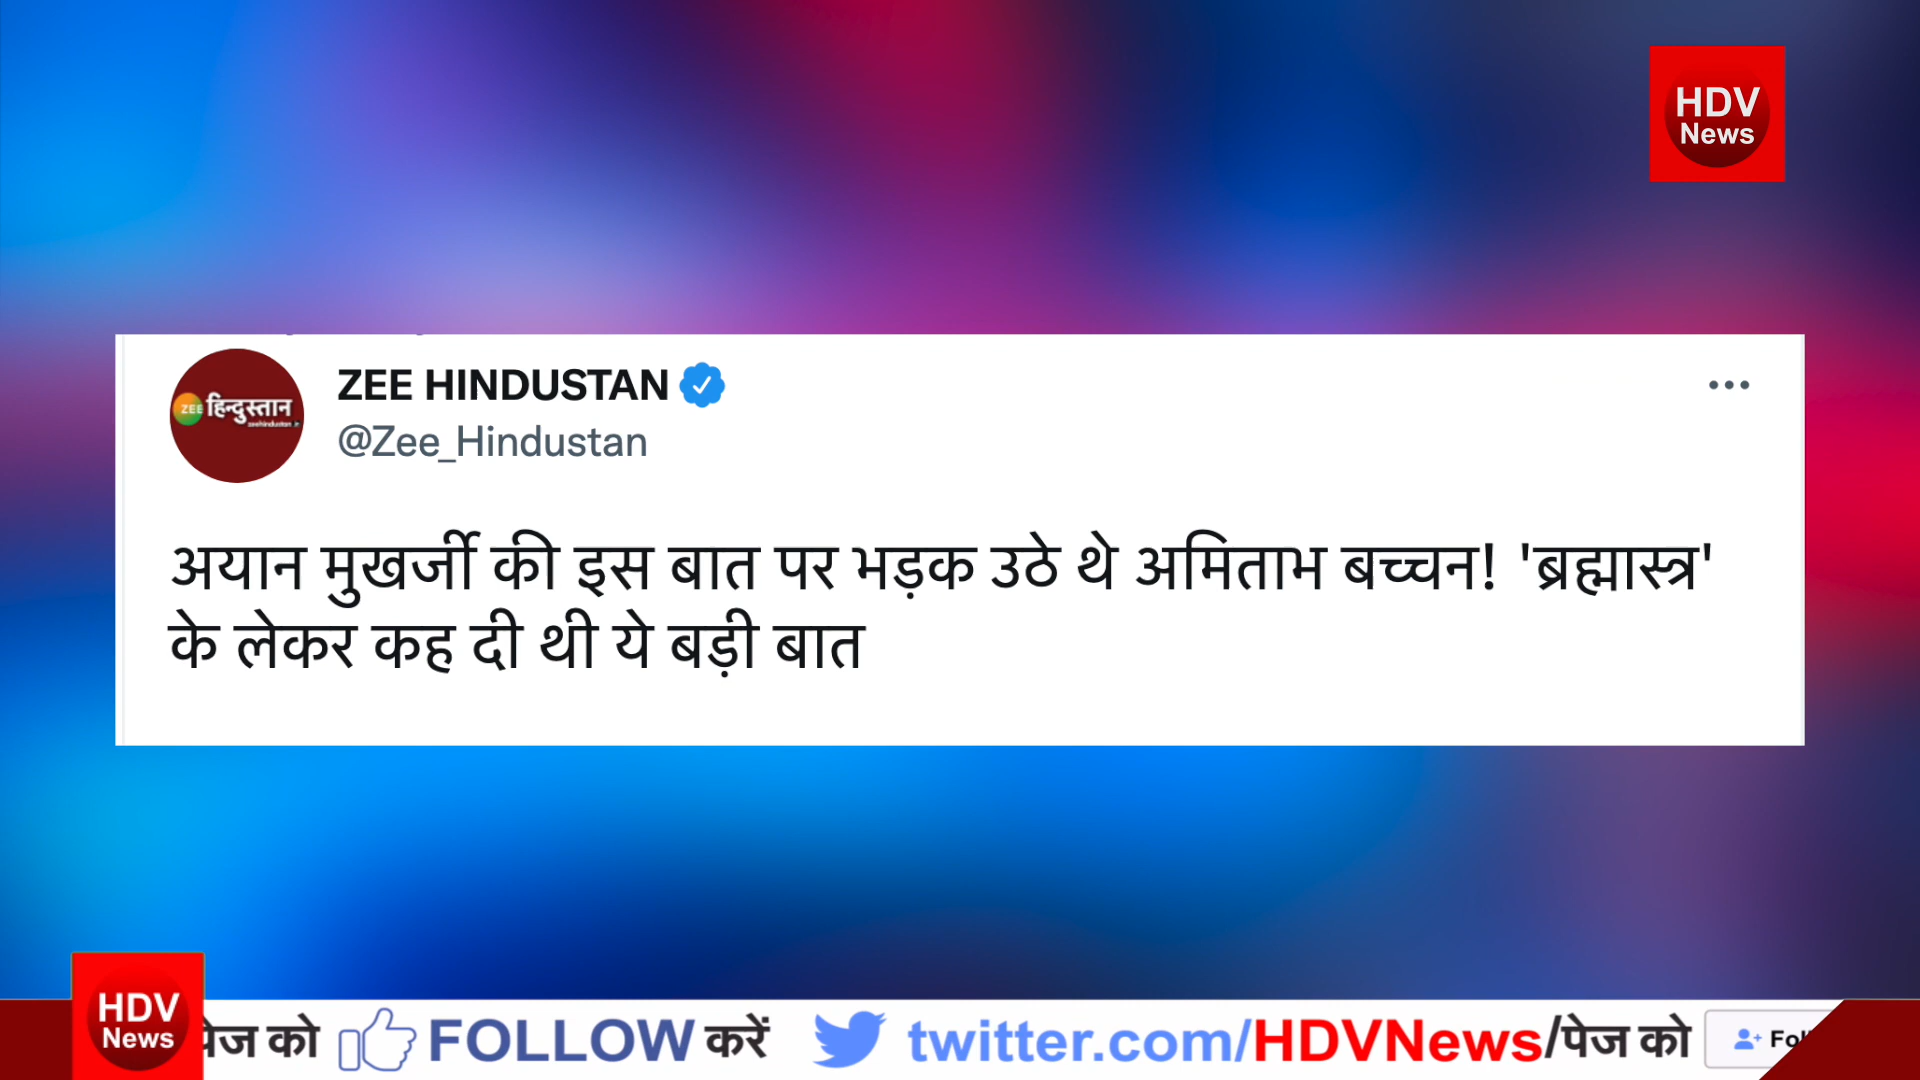 HDV
News
ZEE HINDUSTAN
@Zee_Hindustan
ZEE हिन्दुस्तान
अयान मुखर्जी की इस बात पर भड़क उठे थे अमिताभ बच्चन! 'ब्रह्मास्त्र'
के लेकर कह दी थी ये बड़ी बात
HDV
News
पेज को FOLLOW करें twitter.com/HDVNews/पेज को